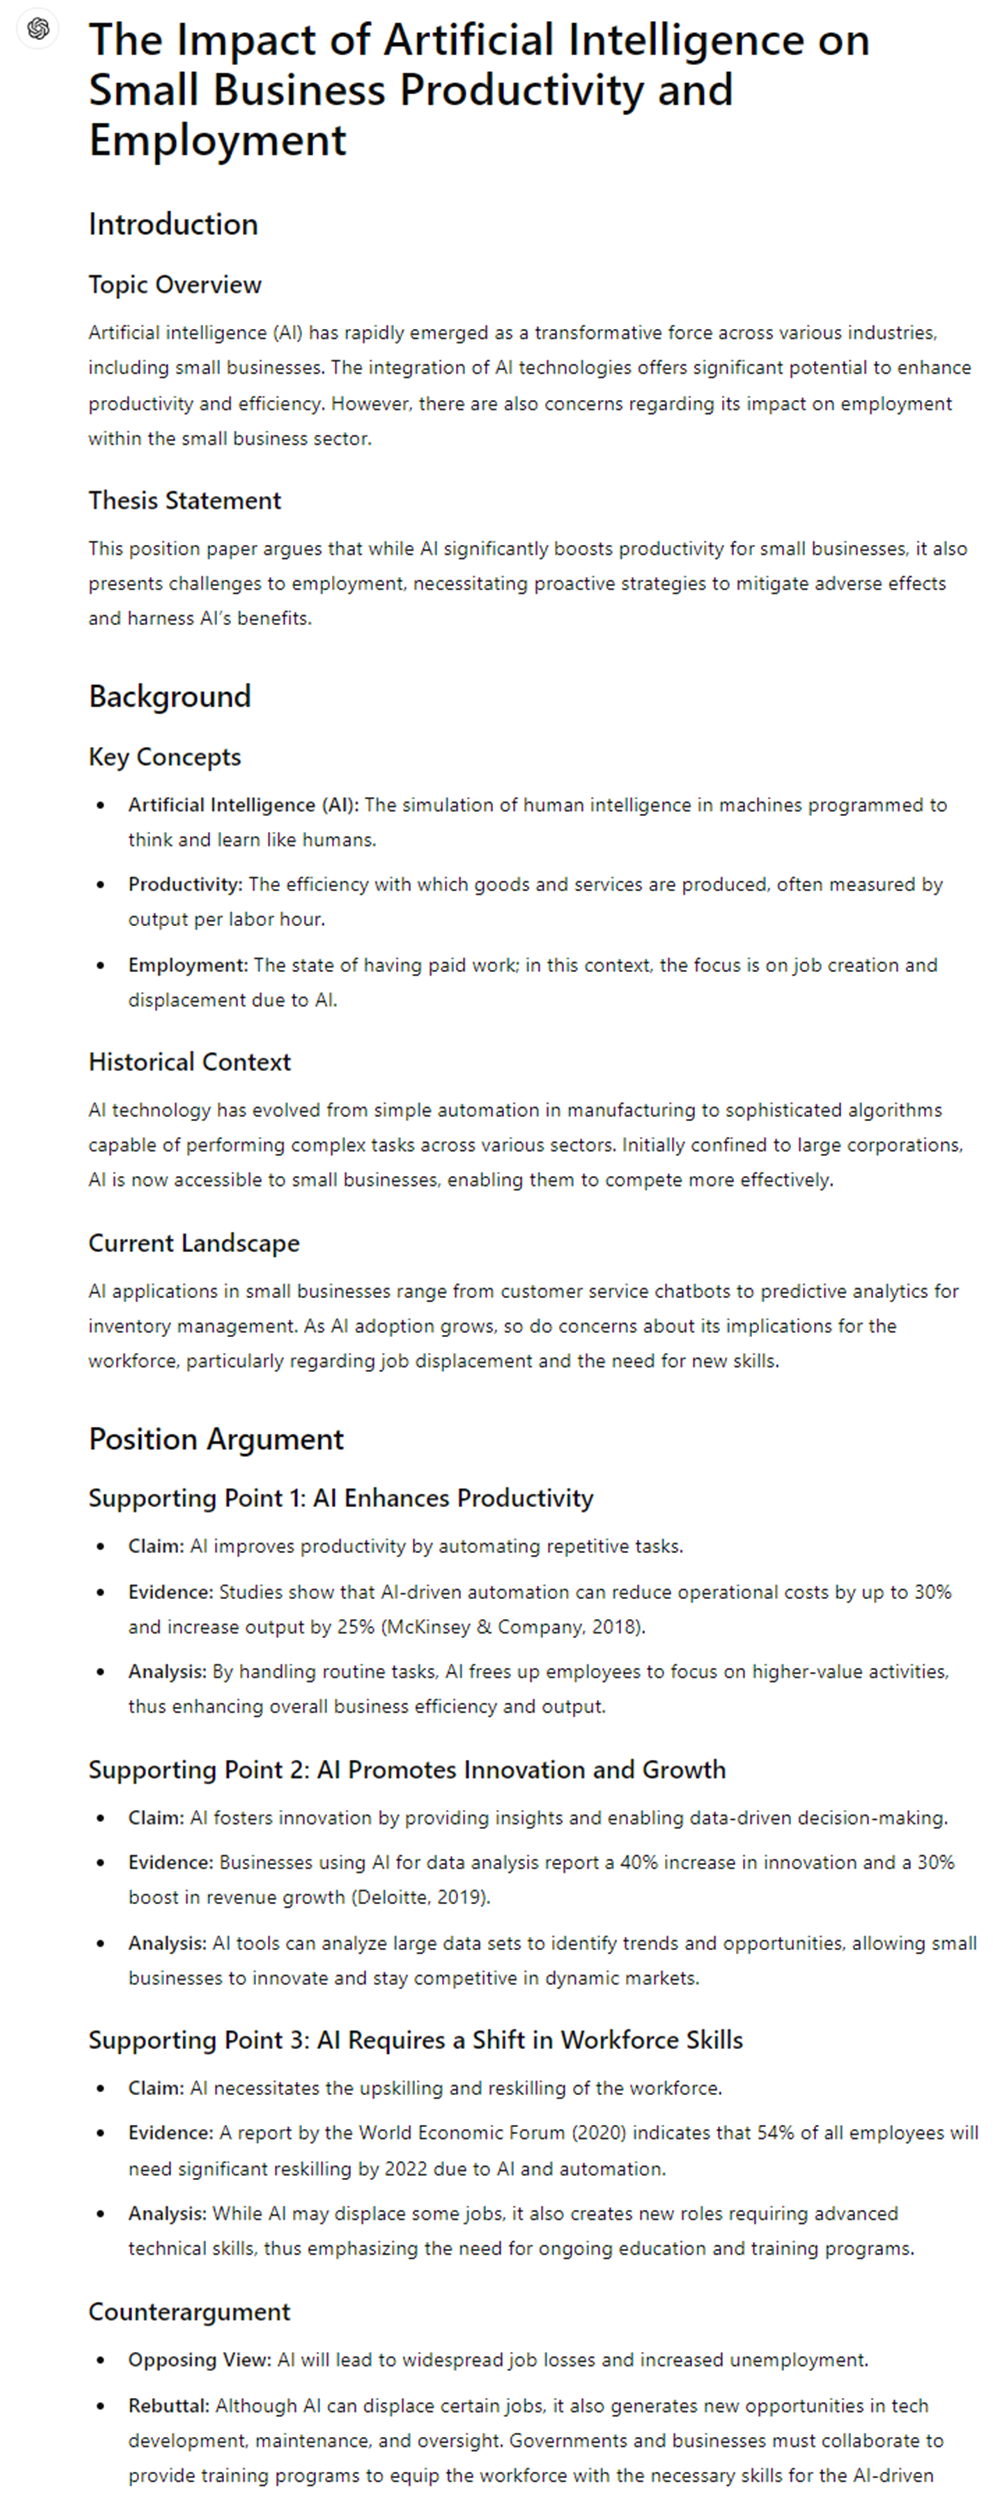 The Impact of Artificial Intelligence on
Small Business Productivity and
Employment
Introduction
Topic Overview
Artificial intelligence (AI) has rapidly emerged as a transformative force across various industries,
including small businesses. The integration of AI technologies offers significant potential to enhance
productivity and efficiency. However, there are also concerns regarding its impact on employment
within the small business sector.
Thesis Statement
This position paper argues that while AI significantly boosts productivity for small businesses, it also
presents challenges to employment, necessitating proactive strategies to mitigate adverse effects
and harness AI's benefits.
Background
Key Concepts
• Artificial Intelligence (AI): The simulation of human intelligence in machines programmed to
think and learn like humans.
• Productivity: The efficiency with which goods and services are produced, often measured by
output per labor hour.
• Employment: The state of having paid work; in this context, the focus is on job creation and
displacement due to AI.
Historical Context
AI technology has evolved from simple automation in manufacturing to sophisticated algorithms
capable of performing complex tasks across various sectors. Initially confined to large corporations,
AI is now accessible to small businesses, enabling them to compete more effectively.
Current Landscape
AI applications in small businesses range from customer service chatbots to predictive analytics for
inventory management. As AI adoption grows, so do concerns about its implications for the
workforce, particularly regarding job displacement and the need for new skills.
Position Argument
Supporting Point 1: AI Enhances Productivity
• Claim: AI improves productivity by automating repetitive tasks.
• Evidence: Studies show that AI-driven automation can reduce operational costs by up to 30%
and increase output by 25% (McKinsey & Company, 2018).
• Analysis: By handling routine tasks, AI frees up employees to focus on higher-value activities,
thus enhancing overall business efficiency and output.
Supporting Point 2: AI Promotes Innovation and Growth
• Claim: AI fosters innovation by providing insights and enabling data-driven decision-making.
• Evidence: Businesses using AI for data analysis report a 40% increase in innovation and a 30%
boost in revenue growth (Deloitte, 2019).
• Analysis: AI tools can analyze large data sets to identify trends and opportunities, allowing small
businesses to innovate and stay competitive in dynamic markets.
Supporting Point 3: AI Requires a Shift in Workforce Skills
• Claim: AI necessitates the upskilling and reskilling of the workforce.
• Evidence: A report by the World Economic Forum (2020) indicates that 54% of all employees will
need significant reskilling by 2022 due to AI and automation.
• Analysis: While AI may displace some jobs, it also creates new roles requiring advanced
technical skills, thus emphasizing the need for ongoing education and training programs.
Counterargument
• Opposing View: AI will lead to widespread job losses and increased unemployment.
• Rebuttal: Although AI can displace certain jobs, it also generates new opportunities in tech
development, maintenance, and oversight. Governments and businesses must collaborate to
provide training programs to equip the workforce with the necessary skills for the AI-driven